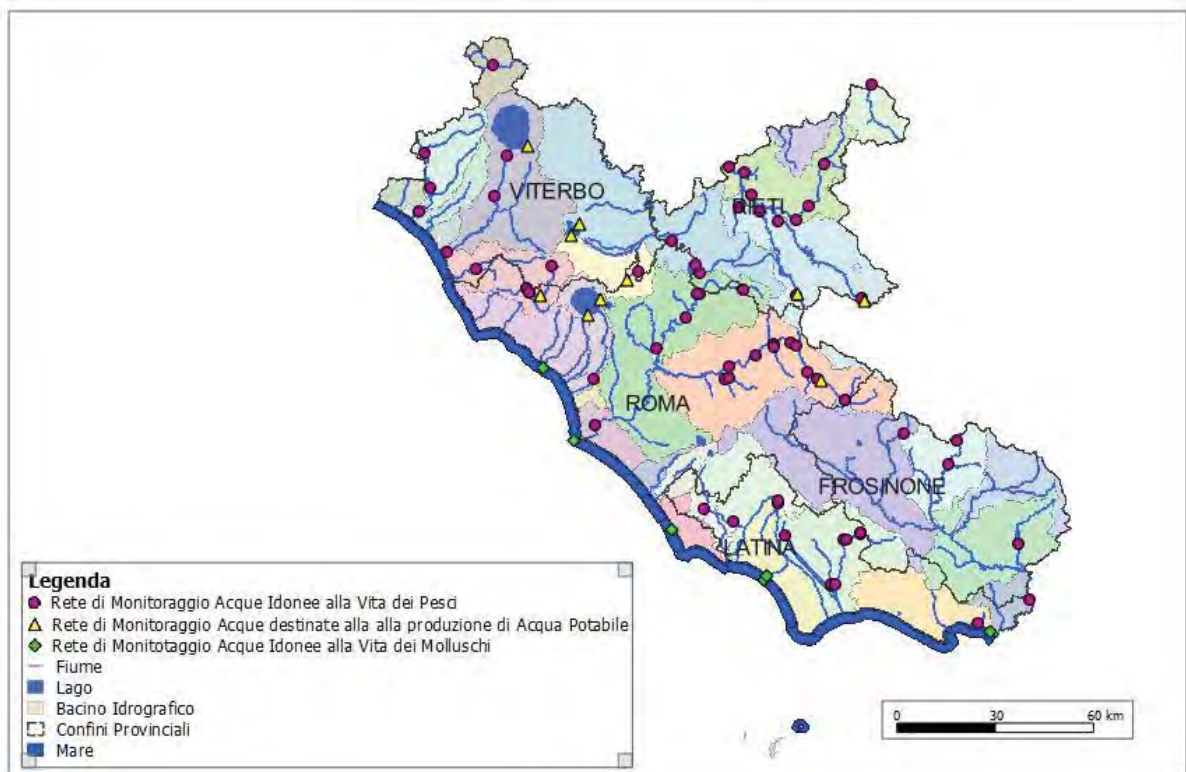 VITERBO
RIETI
ROMA
FROSINONE
LATINA
Legenda
Rete di Monitoraggio Acque Idonee alla Vita dei Pesci
Rete di Monitoraggio Acque destinate alla alla produzione di Acqua Potabile
Rete di Monitotaggio Acque Idonee alla Vita dei Molluschi
Fiume
Lago
Bacino Idrografico
Confini Provinciali
Mare
0 30 60 km